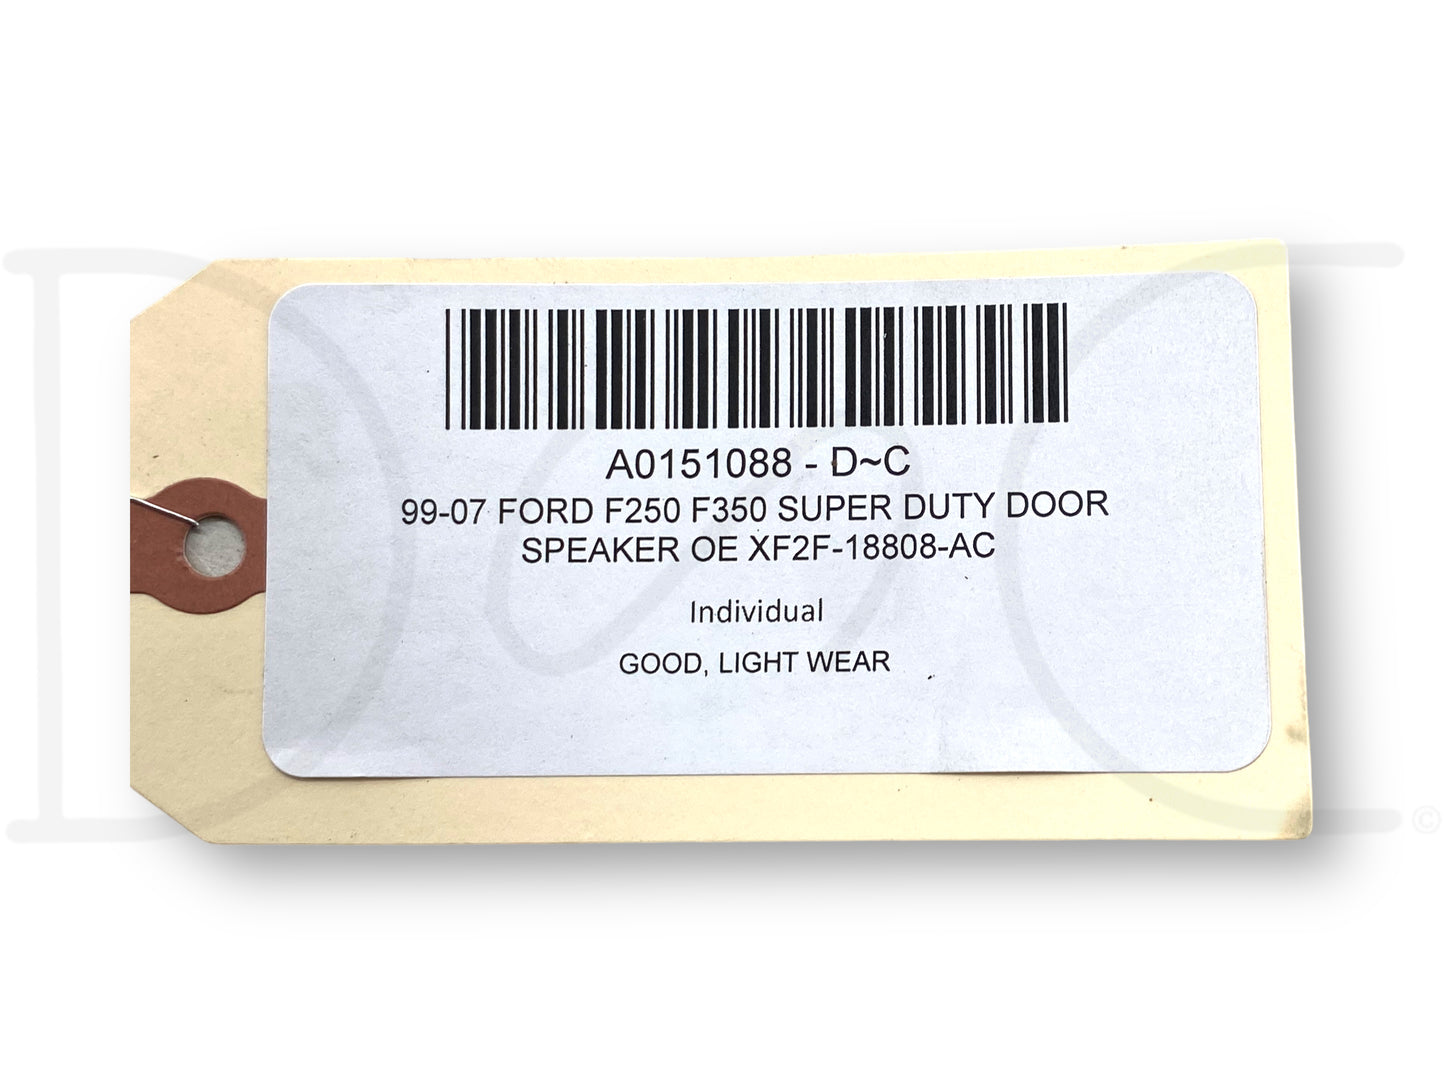 A0151088 - D~C
99-07 FORD F250 F350 SUPER DUTY DOOR
SPEAKER OE XF2F-18808-AC
Individual
GOOD, LIGHT WEAR
D~C ©